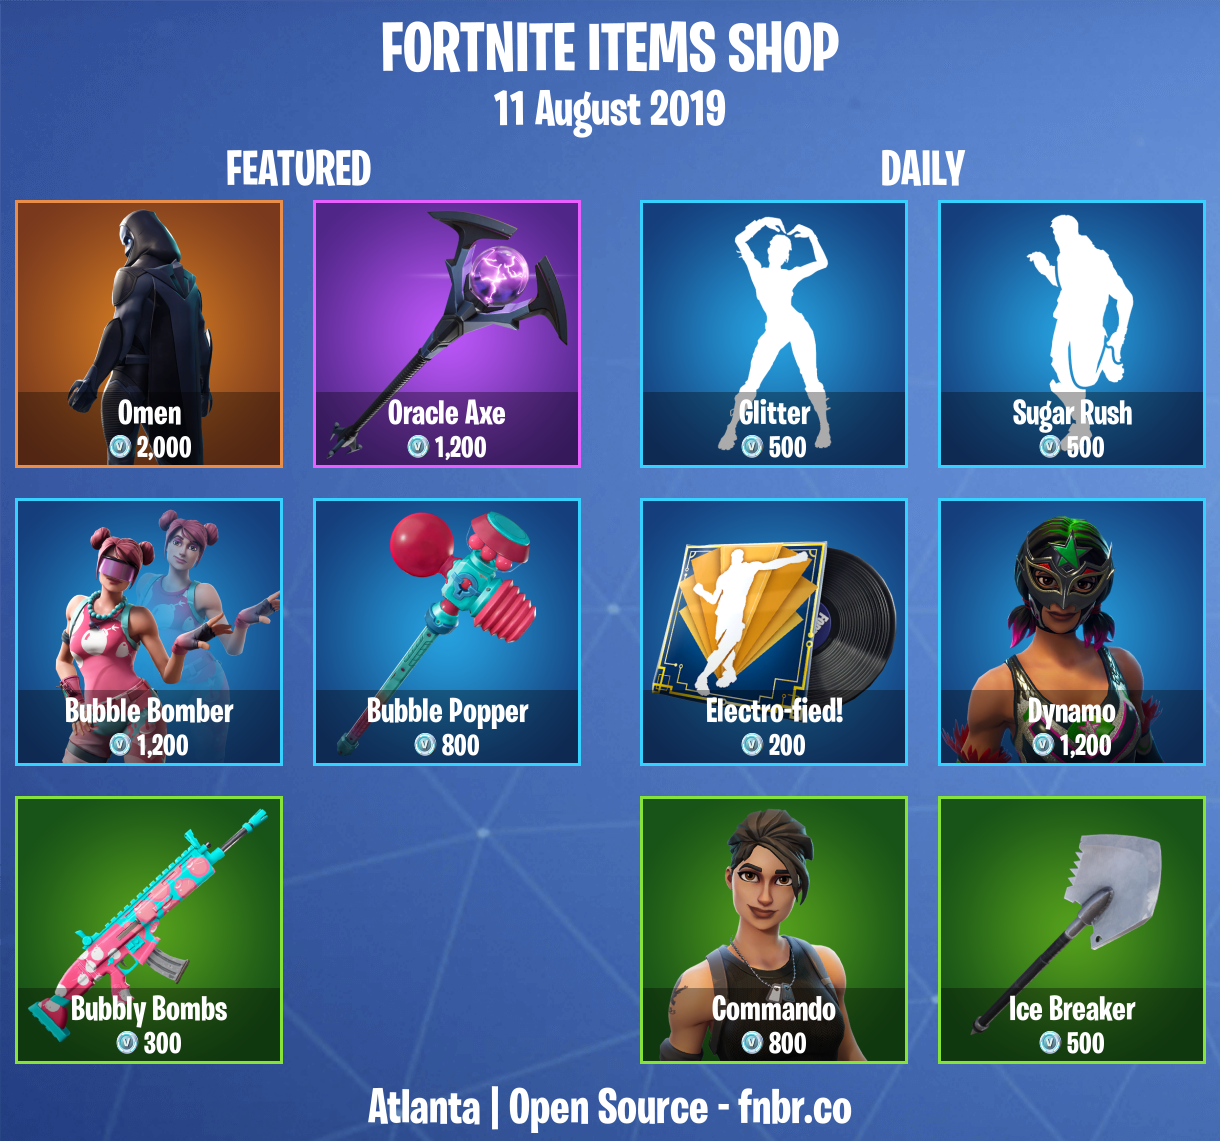 FORTNITE ITEMS SHOP
11 August 2019
FEATURED
Omen
2,000
Oracle Axe
1,200
Bubble Bomber
1,200
Bubble Popper
800
Bubbly Bombs
300
DAILY
Glitter
500
Sugar Rush
500
Electro-fied!
200
Dynamo
1,200
Commando
800
Ice Breaker
500
Atlanta | Open Source - fnbr.co